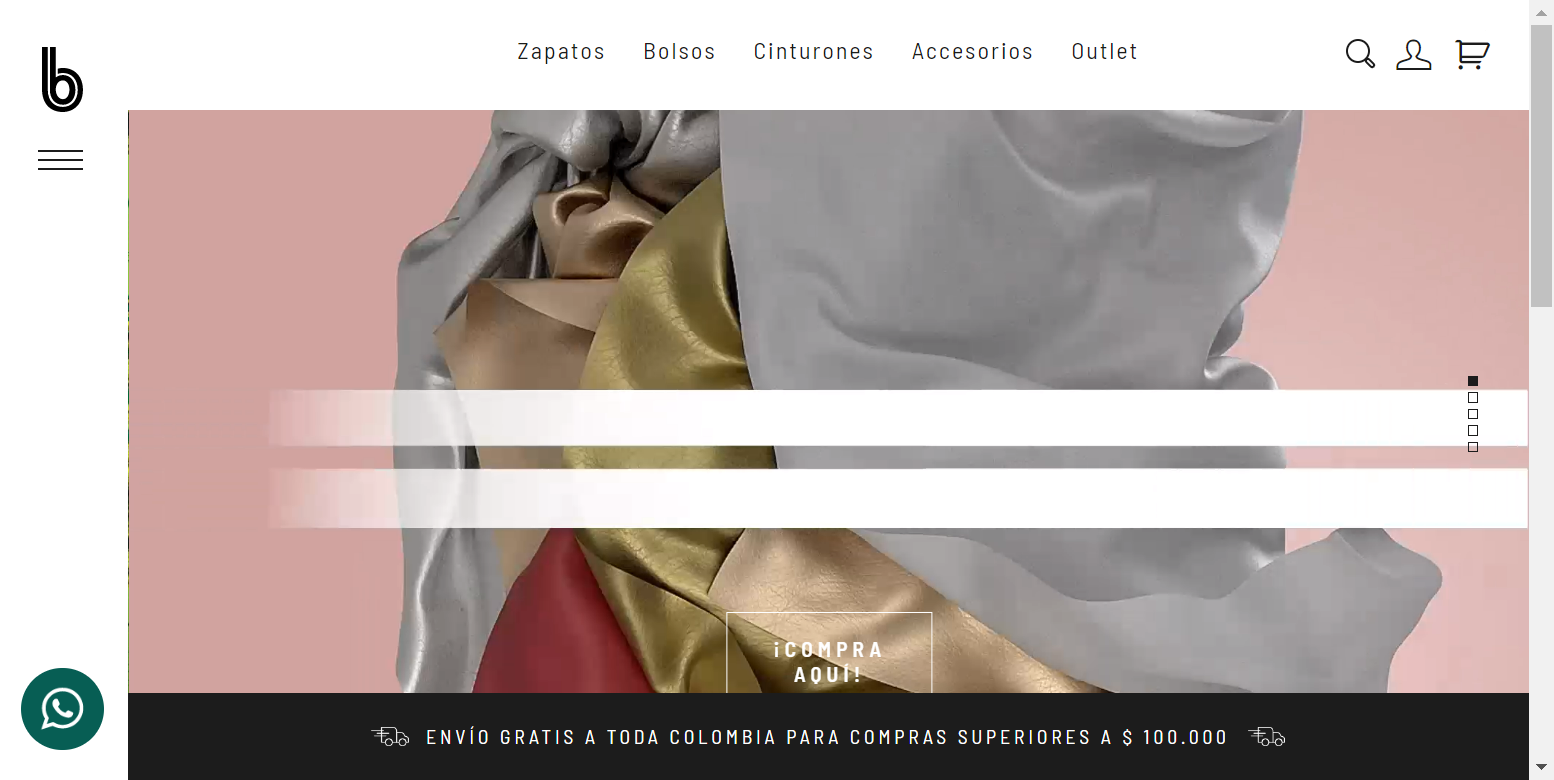 b
Zapatos Bolsos Cinturones Accesorios Outlet
¡COMPRA
AQUÍ!
ENVÍO GRATIS A TODA COLOMBIA PARA COMPRAS SUPERIORES A $ 100.000